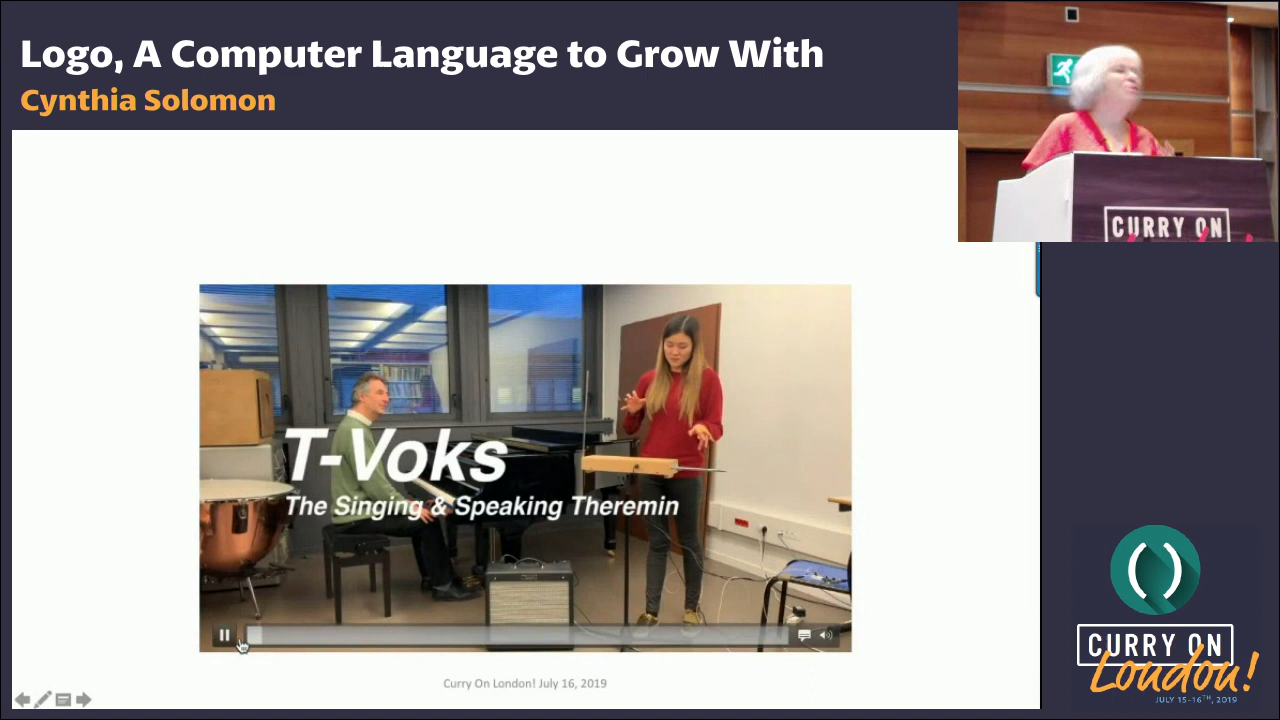 Logo, A Computer Language to Grow With
Cynthia Solomon
CURRY ON
T-Voks
The Singing & Speaking Theremin
Curry On London! July 16, 2019
CURRY ON
London!
JULY 15-16TH, 2019